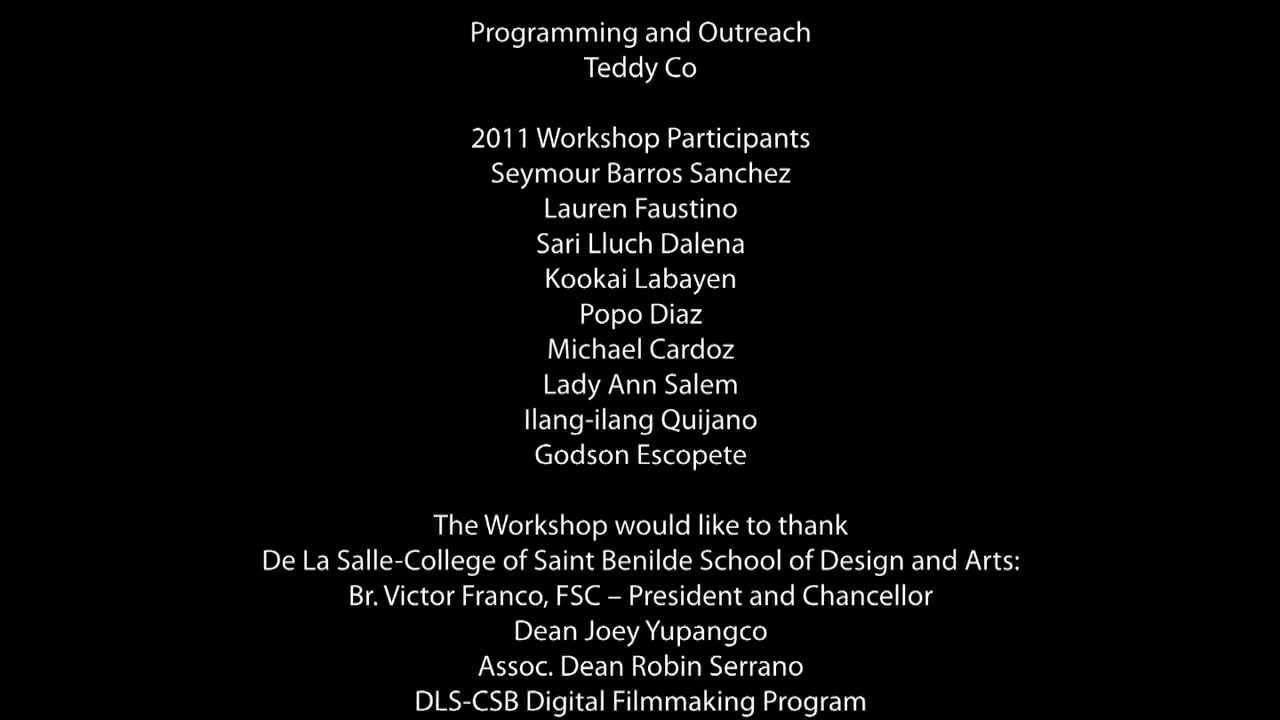 Programming and Outreach
Teddy Co
2011 Workshop Participants
Seymour Barros Sanchez
Lauren Faustino
Sari Lluch Dalena
Kookai Labayen
Popo Diaz
Michael Cardoz
Lady Ann Salem
Ilang-ilang Quijano
Godson Escopete
The Workshop would like to thank
De La Salle-College of Saint Benilde School of Design and Arts:
Br. Victor Franco, FSC – President and Chancellor
Dean Joey Yupangco
Assoc. Dean Robin Serrano
DLS-CSB Digital Filmmaking Program